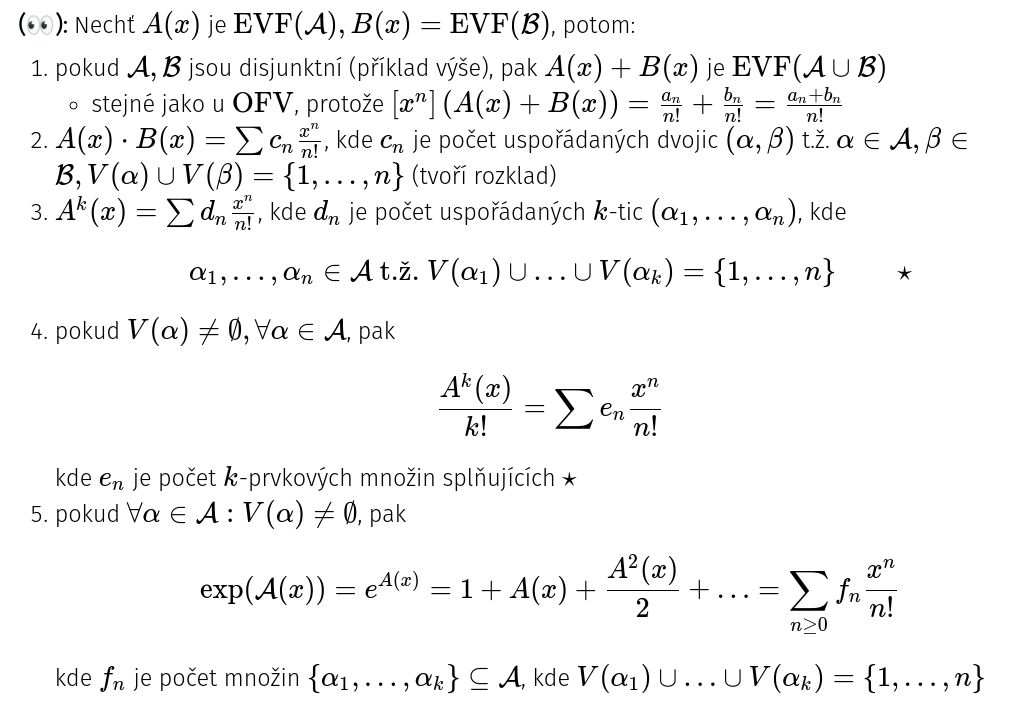 (👀): Nechť A(x) je EVF(𝒜), B(x) = EVF(ℬ), potom:
1. pokud 𝒜, ℬ jsou disjunktní (příklad výše), pak A(x) + B(x) je EVF(𝒜 ∪ ℬ)
◦ stejné jako u OFV, protože [xⁿ] (A(x) + B(x)) = aₙ/n! + bₙ/n! = (aₙ+bₙ)/n!
2. A(x) · B(x) = ∑ cₙ xⁿ/n!, kde cₙ je počet uspořádaných dvojic (α, β) t.ž. α ∈ 𝒜, β ∈
ℬ, V(α) ∪ V(β) = {1, …, n} (tvoří rozklad)
3. Aᵏ(x) = ∑ dₙ xⁿ/n!, kde dₙ je počet uspořádaných k-tic (α₁, …, αₙ), kde
α₁, …, αₙ ∈ 𝒜 t.ž. V(α₁) ∪ … ∪ V(αₖ) = {1, …, n} ⋆
4. pokud V(α) ≠ ∅, ∀α ∈ 𝒜, pak
Aᵏ(x)/k! = ∑ eₙ xⁿ/n!
kde eₙ je počet k-prvkových množin splňujících ⋆
5. pokud ∀α ∈ 𝒜 : V(α) ≠ ∅, pak
exp(𝒜(x)) = e^{A(x)} = 1 + A(x) + A²(x)/2 + … = ∑_{n≥0} fₙ xⁿ/n!
kde fₙ je počet množin {α₁, …, αₖ} ⊆ 𝒜, kde V(α₁) ∪ … ∪ V(αₖ) = {1, …, n}